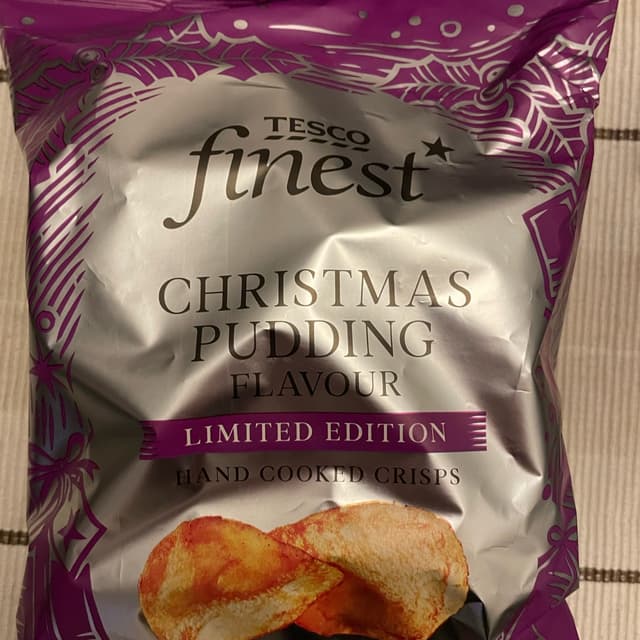 TESCO
finest
CHRISTMAS
PUDDING
FLAVOUR
LIMITED EDITION
HAND COOKED CRISPS